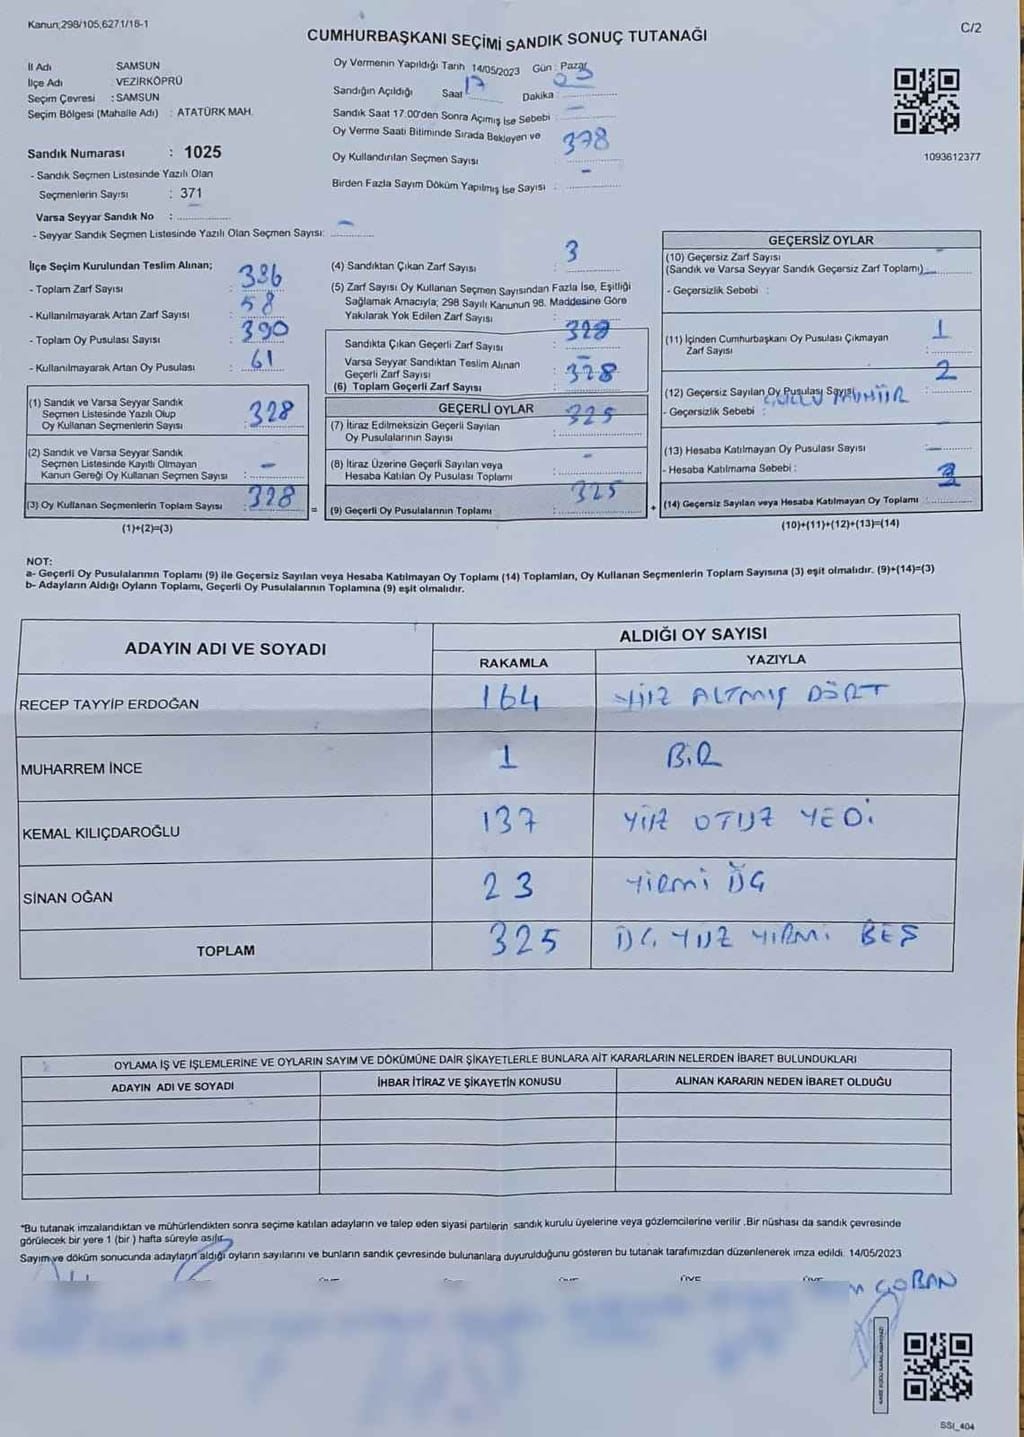 Kanun;298/105,6271/18-1
C/2
CUMHURBAŞKANI SEÇİMİ SANDIK SONUÇ TUTANAĞI
İl Adı SAMSUN
İlçe Adı : VEZİRKÖPRÜ
Seçim Çevresi : SAMSUN
Seçim Bölgesi (Mahalle Adı) : ATATÜRK MAH.
Oy Vermenin Yapıldığı Tarih 14/05/2023 Gün : Pazar
Sandığın Açıldığı Saat 17 Dakika 05
Sandık Saat 17:00'den Sonra Açımış İse Sebebi : -
Oy Verme Saati Bitiminde Sırada Bekleyen ve
Oy Kullandırılan Seçmen Sayısı
Birden Fazla Sayım Döküm Yapılmış İse Sayısı : -
1093612377
Sandık Numarası : 1025
- Sandık Seçmen Listesinde Yazılı Olan
Seçmenlerin Sayısı : 371
Varsa Seyyar Sandık No : -
- Seyyar Sandık Seçmen Listesinde Yazılı Olan Seçmen Sayısı: -
İlçe Seçim Kurulundan Teslim Alınan;
- Toplam Zarf Sayısı : 386
- Kullanılmayarak Artan Zarf Sayısı : 58
- Toplam Oy Pusulası Sayısı : 390
- Kullanılmayarak Artan Oy Pusulası : 61
(1) Sandık ve Varsa Seyyar Sandık
Seçmen Listesinde Yazılı Olup
Oy Kullanan Seçmenlerin Sayısı : 328
(2) Sandık ve Varsa Seyyar Sandık
Seçmen Listesinde Kayıtlı Olmayan
Kanun Gereği Oy Kullanan Seçmen Sayısı : -
(3) Oy Kullanan Seçmenlerin Toplam Sayısı : 328
(1)+(2)=(3)
(4) Sandıktan Çıkan Zarf Sayısı 3
(5) Zarf Sayısı Oy Kullanan Seçmen Sayısından Fazla İse, Eşitliği
Sağlamak Amacıyla; 298 Sayılı Kanunun 98. Maddesine Göre
Yakılarak Yok Edilen Zarf Sayısı :
Sandıkta Çıkan Geçerli Zarf Sayısı : 328
Varsa Seyyar Sandıktan Teslim Alınan
Geçerli Zarf Sayısı : -
(6) Toplam Geçerli Zarf Sayısı 328
GEÇERLİ OYLAR
(7) İtiraz Edilmeksizin Geçerli Sayılan
Oy Pusulalarının Sayısı : 325
(8) İtiraz Üzerine Geçerli Sayılan veya
Hesaba Katılan Oy Pusulası Toplamı : -
(9) Geçerli Oy Pusulalarının Toplamı : 325
GEÇERSİZ OYLAR
(10) Geçersiz Zarf Sayısı
(Sandık ve Varsa Seyyar Sandık Geçersiz Zarf Toplamı) : -
- Geçersizlik Sebebi :
(11) İçinden Cumhurbaşkanı Oy Pusulası Çıkmayan
Zarf Sayısı : 1
(12) Geçersiz Sayılan Oy Pusulası Sayısı : 2
- Geçersizlik Sebebi :
(13) Hesaba Katılmayan Oy Pusulası Sayısı : -
- Hesaba Katılmama Sebebi :
(14) Geçersiz Sayılan veya Hesaba Katılmayan Oy Toplamı : 3
(10)+(11)+(12)+(13)=(14)
NOT:
a- Geçerli Oy Pusulalarının Toplamı (9) ile Geçersiz Sayılan veya Hesaba Katılmayan Oy Toplamı (14) Toplamları, Oy Kullanan Seçmenlerin Toplam Sayısına (3) eşit olmalıdır. (9)+(14)=(3)
b- Adayların Aldığı Oyların Toplamı, Geçerli Oy Pusulalarının Toplamına (9) eşit olmalıdır.
ADAYIN ADI VE SOYADI
ALDIĞI OY SAYISI
RAKAMLA YAZIYLA
RECEP TAYYİP ERDOĞAN 164 YÜZ ALTMIŞ DÖRT
MUHARREM İNCE 1 BİR
KEMAL KILIÇDAROĞLU 137 YÜZ OTUZ YEDİ
SİNAN OĞAN 23 YİRMİ ÜÇ
TOPLAM 325 ÜÇ YÜZ YİRMİ BEŞ
OYLAMA İŞ VE İŞLEMLERİNE VE OYLARIN SAYIM VE DÖKÜMÜNE DAİR ŞİKAYETLERLE BUNLARA AİT KARARLARIN NELERDEN İBARET BULUNDUKLARI
ADAYIN ADI VE SOYADI İHBAR İTİRAZ VE ŞİKAYETİN KONUSU ALINAN KARARIN NEDEN İBARET OLDUĞU
*Bu tutanak imzalandıktan ve mühürlendikten sonra seçime katılan adayların ve talep eden siyasi partilerin sandık kurulu üyelerine veya gözlemcilerine verilir .Bir nüshası da sandık çevresinde
görülecek bir yere 1 (bir ) hafta süreyle asılır.
Sayım ve döküm sonucunda adayların aldığı oyların sayılarını ve bunların sandık çevresinde bulunanlara duyurulduğunu gösteren bu tutanak tarafımızdan düzenlenerek imza edildi. 14/05/2023
ÇOBAN
SSI_404